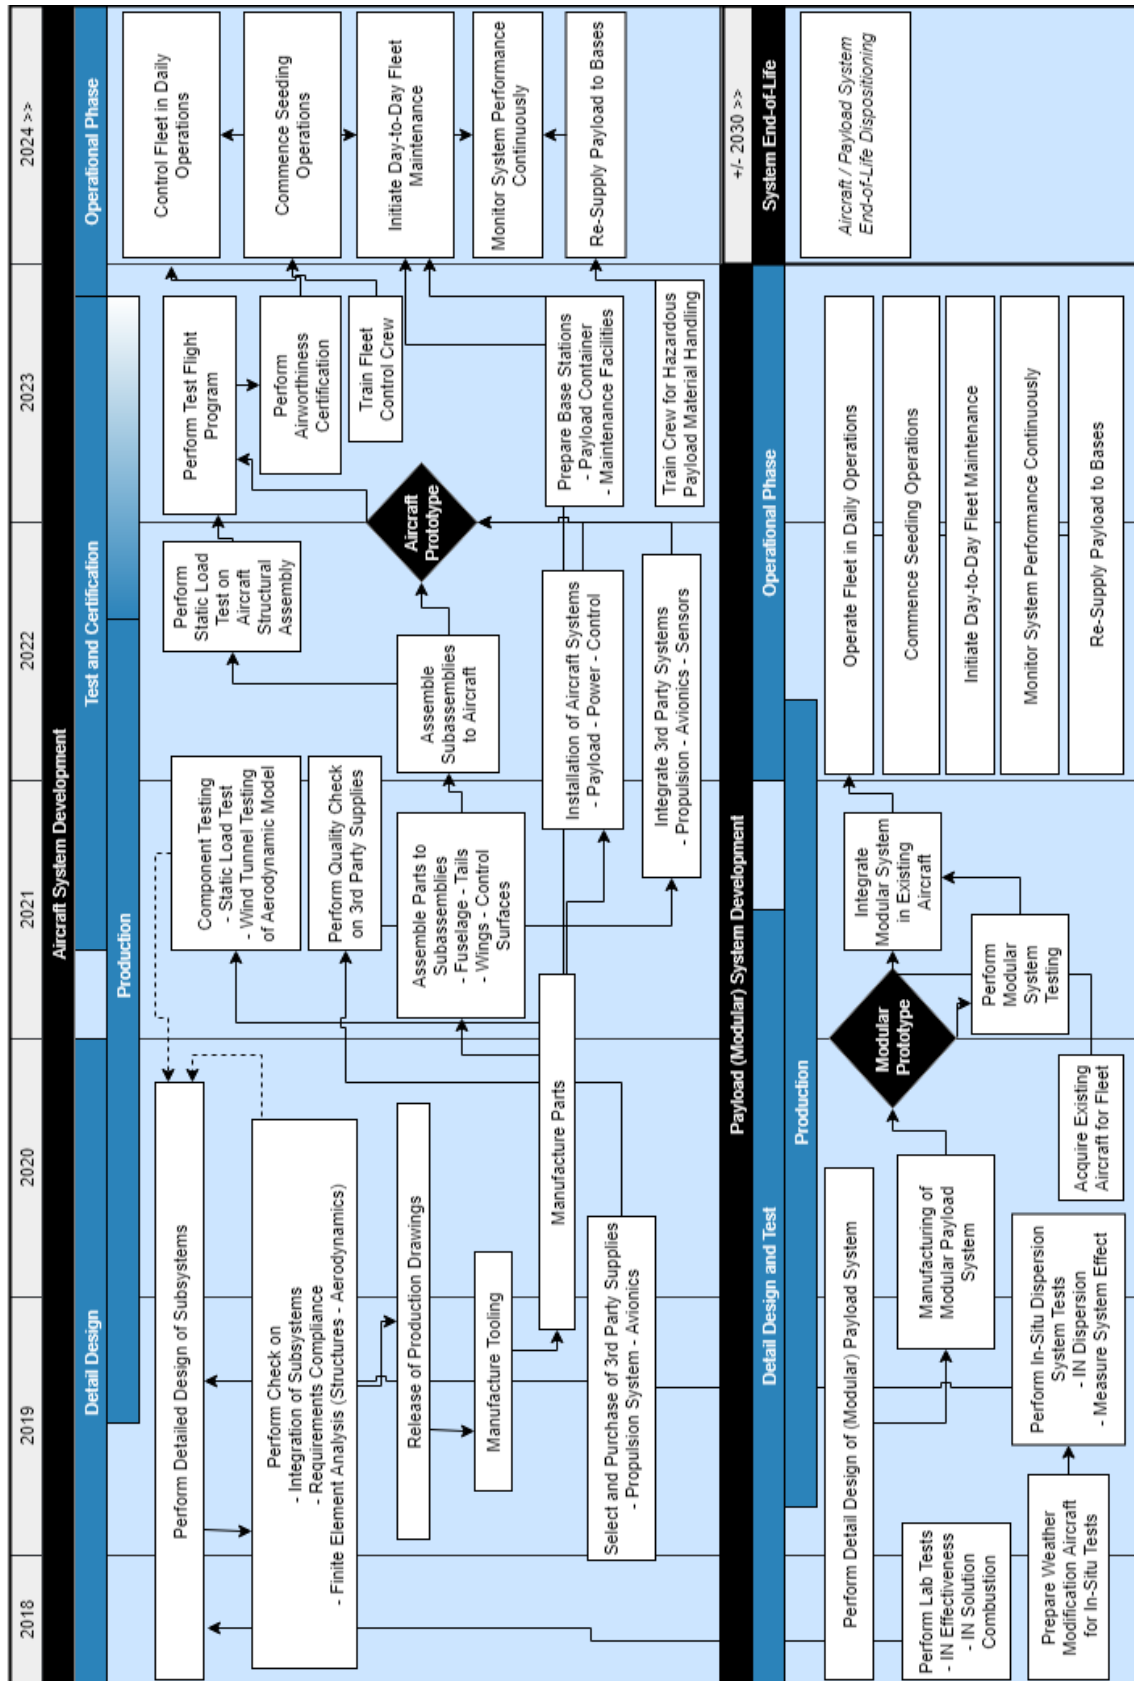 2018
2019
2020
2021
2022
2023
2024 >>
Aircraft System Development
Detail Design
Test and Certification
Operational Phase
Production
Perform Detailed Design of Subsystems
Perform Check on
- Integration of Subsystems
- Requirements Compliance
- Finite Element Analysis (Structures - Aerodynamics)
Release of Production Drawings
Manufacture Tooling
Manufacture Parts
Select and Purchase of 3rd Party Supplies
- Propulsion System - Avionics
Component Testing
- Static Load Test
- Wind Tunnel Testing
of Aerodynamic Model
Perform Quality Check
on 3rd Party Supplies
Assemble Parts to
Subassemblies
- Fuselage - Tails
- Wings - Control
Surfaces
Perform
Static Load
Test on
Aircraft
Structural
Assembly
Assemble
Subassemblies
to Aircraft
Aircraft
Prototype
Installation of Aircraft Systems
- Payload - Power - Control
Integrate 3rd Party Systems
- Propulsion - Avionics - Sensors
Perform Test Flight
Program
Perform
Airworthiness
Certification
Train Fleet
Control Crew
Prepare Base Stations
- Payload Container
- Maintenance Facilities
Train Crew for Hazardous
Payload Material Handling
Control Fleet in Daily
Operations
Commence Seeding
Operations
Initiate Day-to-Day Fleet
Maintenance
Monitor System Performance
Continuously
Re-Supply Payload to Bases
Payload (Modular) System Development
+/- 2030 >>
Detail Design and Test
Operational Phase
System End-of-Life
Production
Perform Detail Design of (Modular) Payload System
Perform Lab Tests
- IN Effectiveness
- IN Solution
Combustion
Prepare Weather
Modification Aircraft
for In-Situ Tests
Manufacturing of
Modular Payload
System
Perform In-Situ Dispersion
System Tests
- IN Dispersion
- Measure System Effect
Acquire Existing
Aircraft for Fleet
Modular
Prototype
Perform
Modular
System
Testing
Integrate
Modular System
in Existing
Aircraft
Operate Fleet in Daily Operations
Commence Seeding Operations
Initiate Day-to-Day Fleet Maintenance
Monitor System Performance Continuously
Re-Supply Payload to Bases
Aircraft / Payload System
End-of-Life Dispositioning